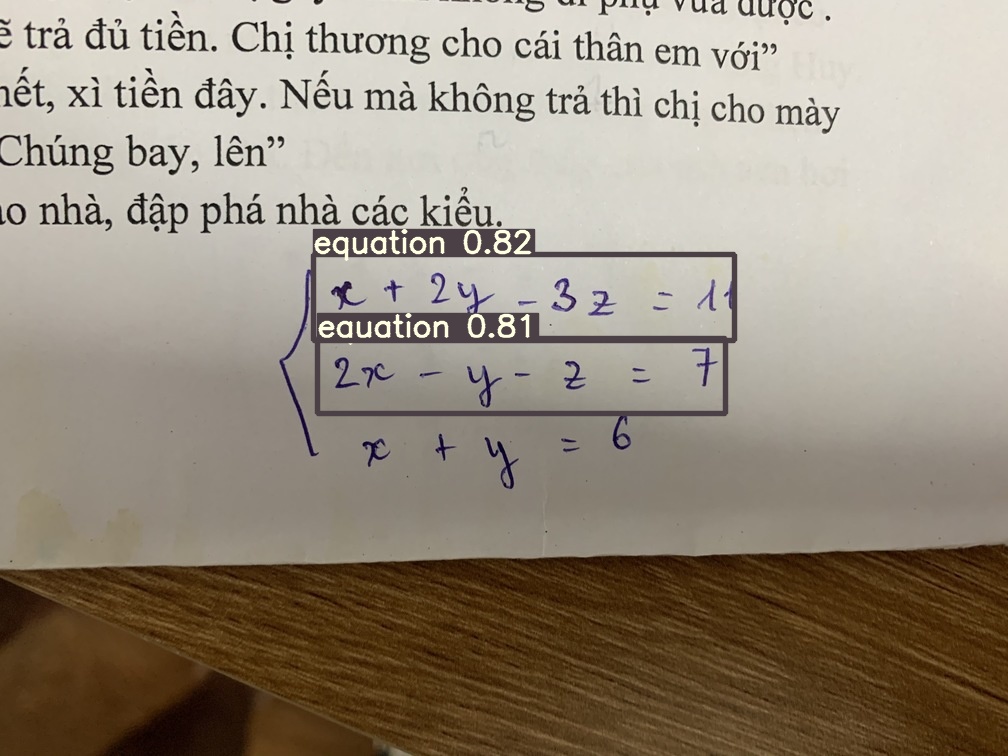 phụ vừa được.
trả đủ tiền. Chị thương cho cái thân em với”
xì tiền đây. Nếu mà không trả thì chị cho mày
Chúng bay, lên”
nhà, đập phá nhà các kiểu.
equation 0.82
x + 2y - 3z = 11
equation 0.81
2x - y - z = 7
x + y = 6